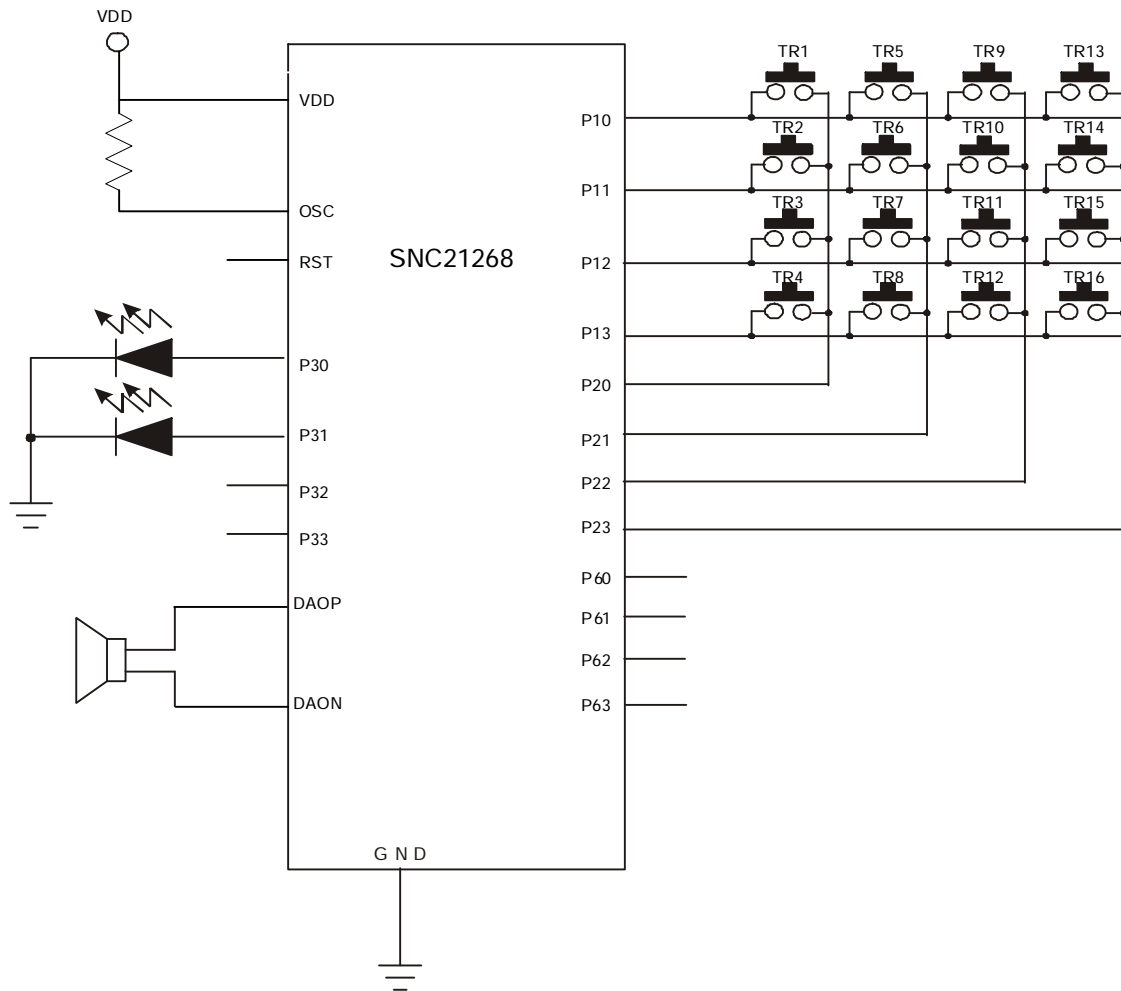 VDD
TR1 TR5 TR9 TR13
VDD
P10
TR2 TR6 TR10 TR14
P11
OSC
TR3 TR7 TR11 TR15
RST
SNC21268
P12
TR4 TR8 TR12 TR16
P13
P30
P20
P31
P21
P32
P22
P33
P23
P60
DAOP
P61
P62
DAON
P63
GND